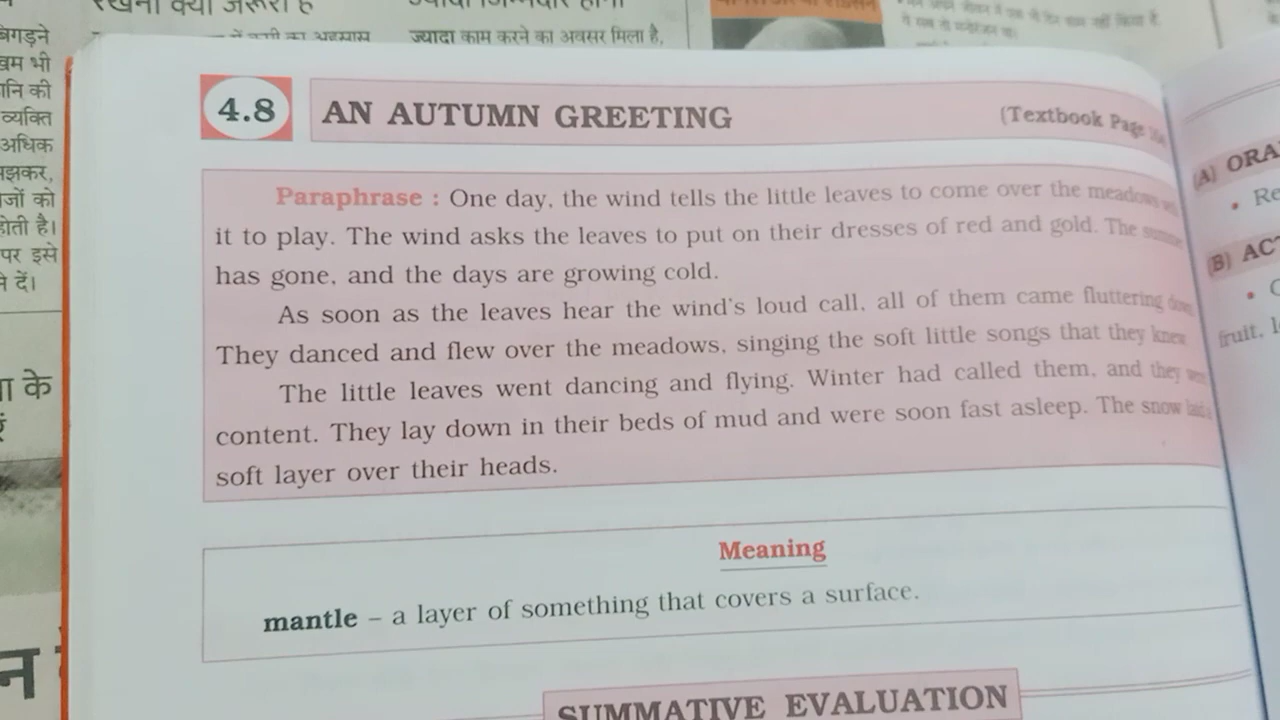 रखना क्यों जरूरी है
ज्यादा काम करने का अवसर मिला है,
बिगड़ने
भी
की
व्यक्ति
अधिक
को
होती है।
पर इसे
दें।
के
4.8 AN AUTUMN GREETING (Textbook Page
Paraphrase : One day, the wind tells the little leaves to come over the meadows
it to play. The wind asks the leaves to put on their dresses of red and gold. The summer
has gone, and the days are growing cold.
As soon as the leaves hear the wind's loud call, all of them came fluttering down
They danced and flew over the meadows, singing the soft little songs that they knew
The little leaves went dancing and flying. Winter had called them, and they
content. They lay down in their beds of mud and were soon fast asleep. The snow
soft layer over their heads.
Meaning
mantle – a layer of something that covers a surface.
SUMMATIVE EVALUATION
(A) ORA
• Re
(B) AC
fruit,